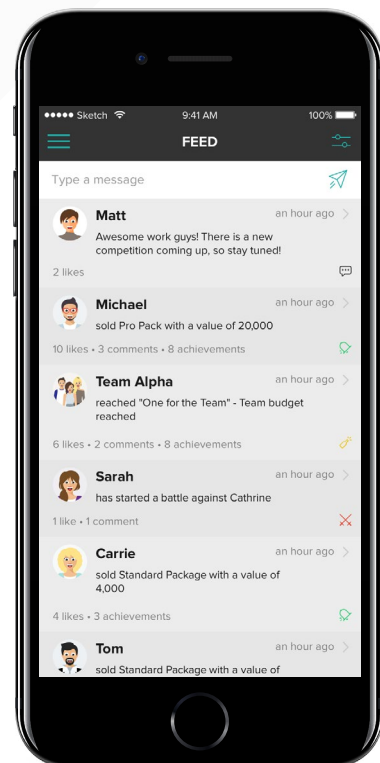 Sketch 9:41 AM 100%
FEED
Type a message
Matt an hour ago
Awesome work guys! There is a new
competition coming up, so stay tuned!
2 likes
Michael an hour ago
sold Pro Pack with a value of 20,000
10 likes • 3 comments • 8 achievements
Team Alpha an hour ago
reached "One for the Team" - Team budget
reached
6 likes • 2 comments • 8 achievements
Sarah an hour ago
has started a battle against Cathrine
1 like • 1 comment
Carrie an hour ago
sold Standard Package with a value of
4,000
4 likes • 3 achievements
Tom an hour ago
sold Standard Package with a value of